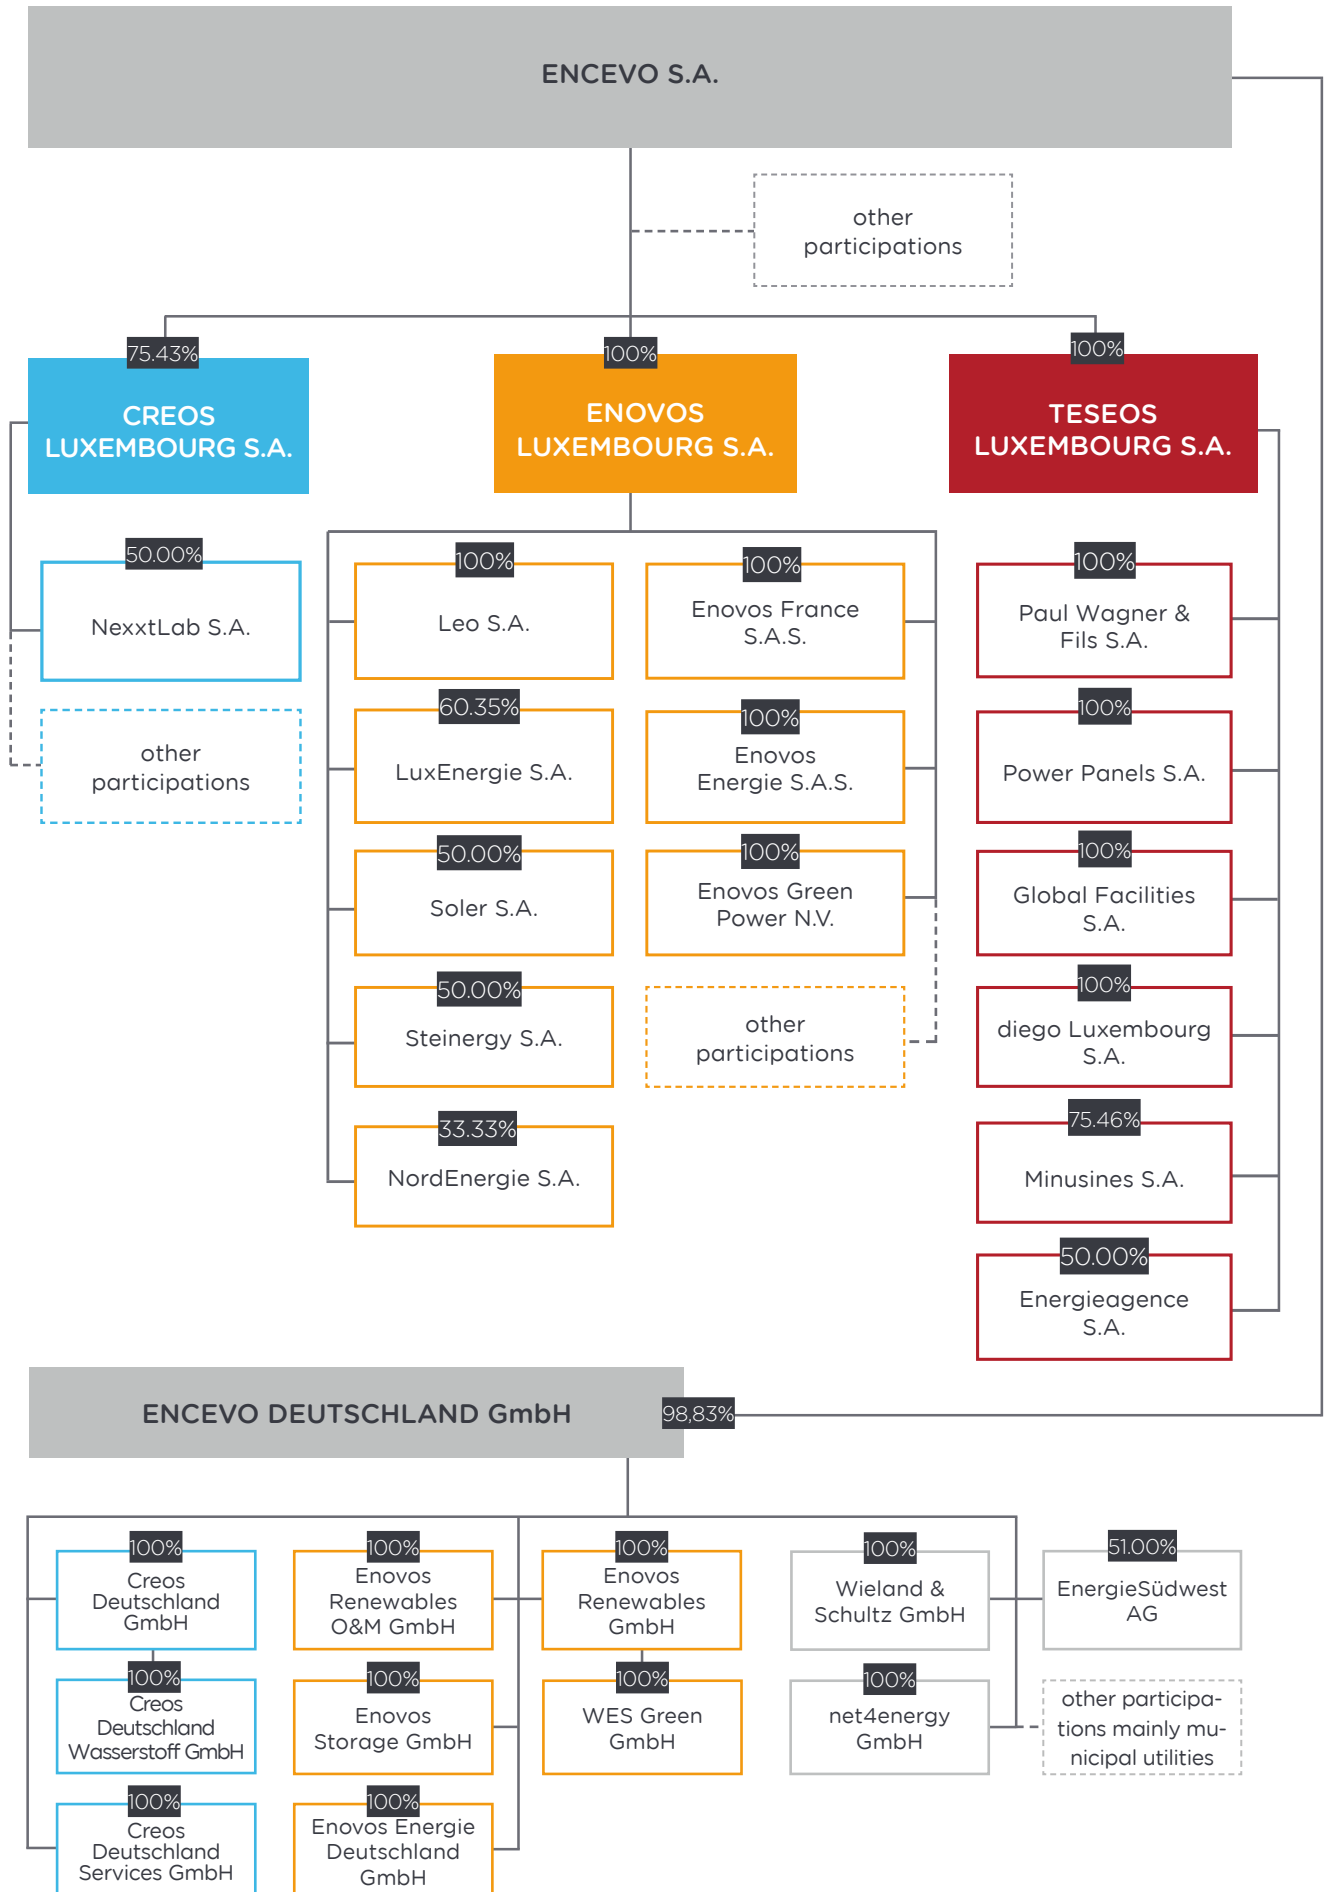 ENCEVO S.A.
other
participations
75.43%
CREOS
LUXEMBOURG S.A.
100%
ENOVOS
LUXEMBOURG S.A.
100%
TESEOS
LUXEMBOURG S.A.
50.00%
NexxtLab S.A.
other
participations
100%
Leo S.A.
60.35%
LuxEnergie S.A.
50.00%
Soler S.A.
50.00%
Steinergy S.A.
33.33%
NordEnergie S.A.
100%
Enovos France
S.A.S.
100%
Enovos
Energie S.A.S.
100%
Enovos Green
Power N.V.
other
participations
100%
Paul Wagner &
Fils S.A.
100%
Power Panels S.A.
100%
Global Facilities
S.A.
100%
diego Luxembourg
S.A.
75.46%
Minusines S.A.
50.00%
Energieagence
S.A.
ENCEVO DEUTSCHLAND GmbH
98,83%
100%
Creos
Deutschland
GmbH
100%
Creos
Deutschland
Wasserstoff GmbH
100%
Creos
Deutschland
Services GmbH
100%
Enovos
Renewables
O&M GmbH
100%
Enovos
Storage GmbH
100%
Enovos Energie
Deutschland
GmbH
100%
Enovos
Renewables
GmbH
100%
WES Green
GmbH
100%
Wieland &
Schultz GmbH
100%
net4energy
GmbH
51.00%
EnergieSüdwest
AG
other participa-
tions mainly mu-
nicipal utilities